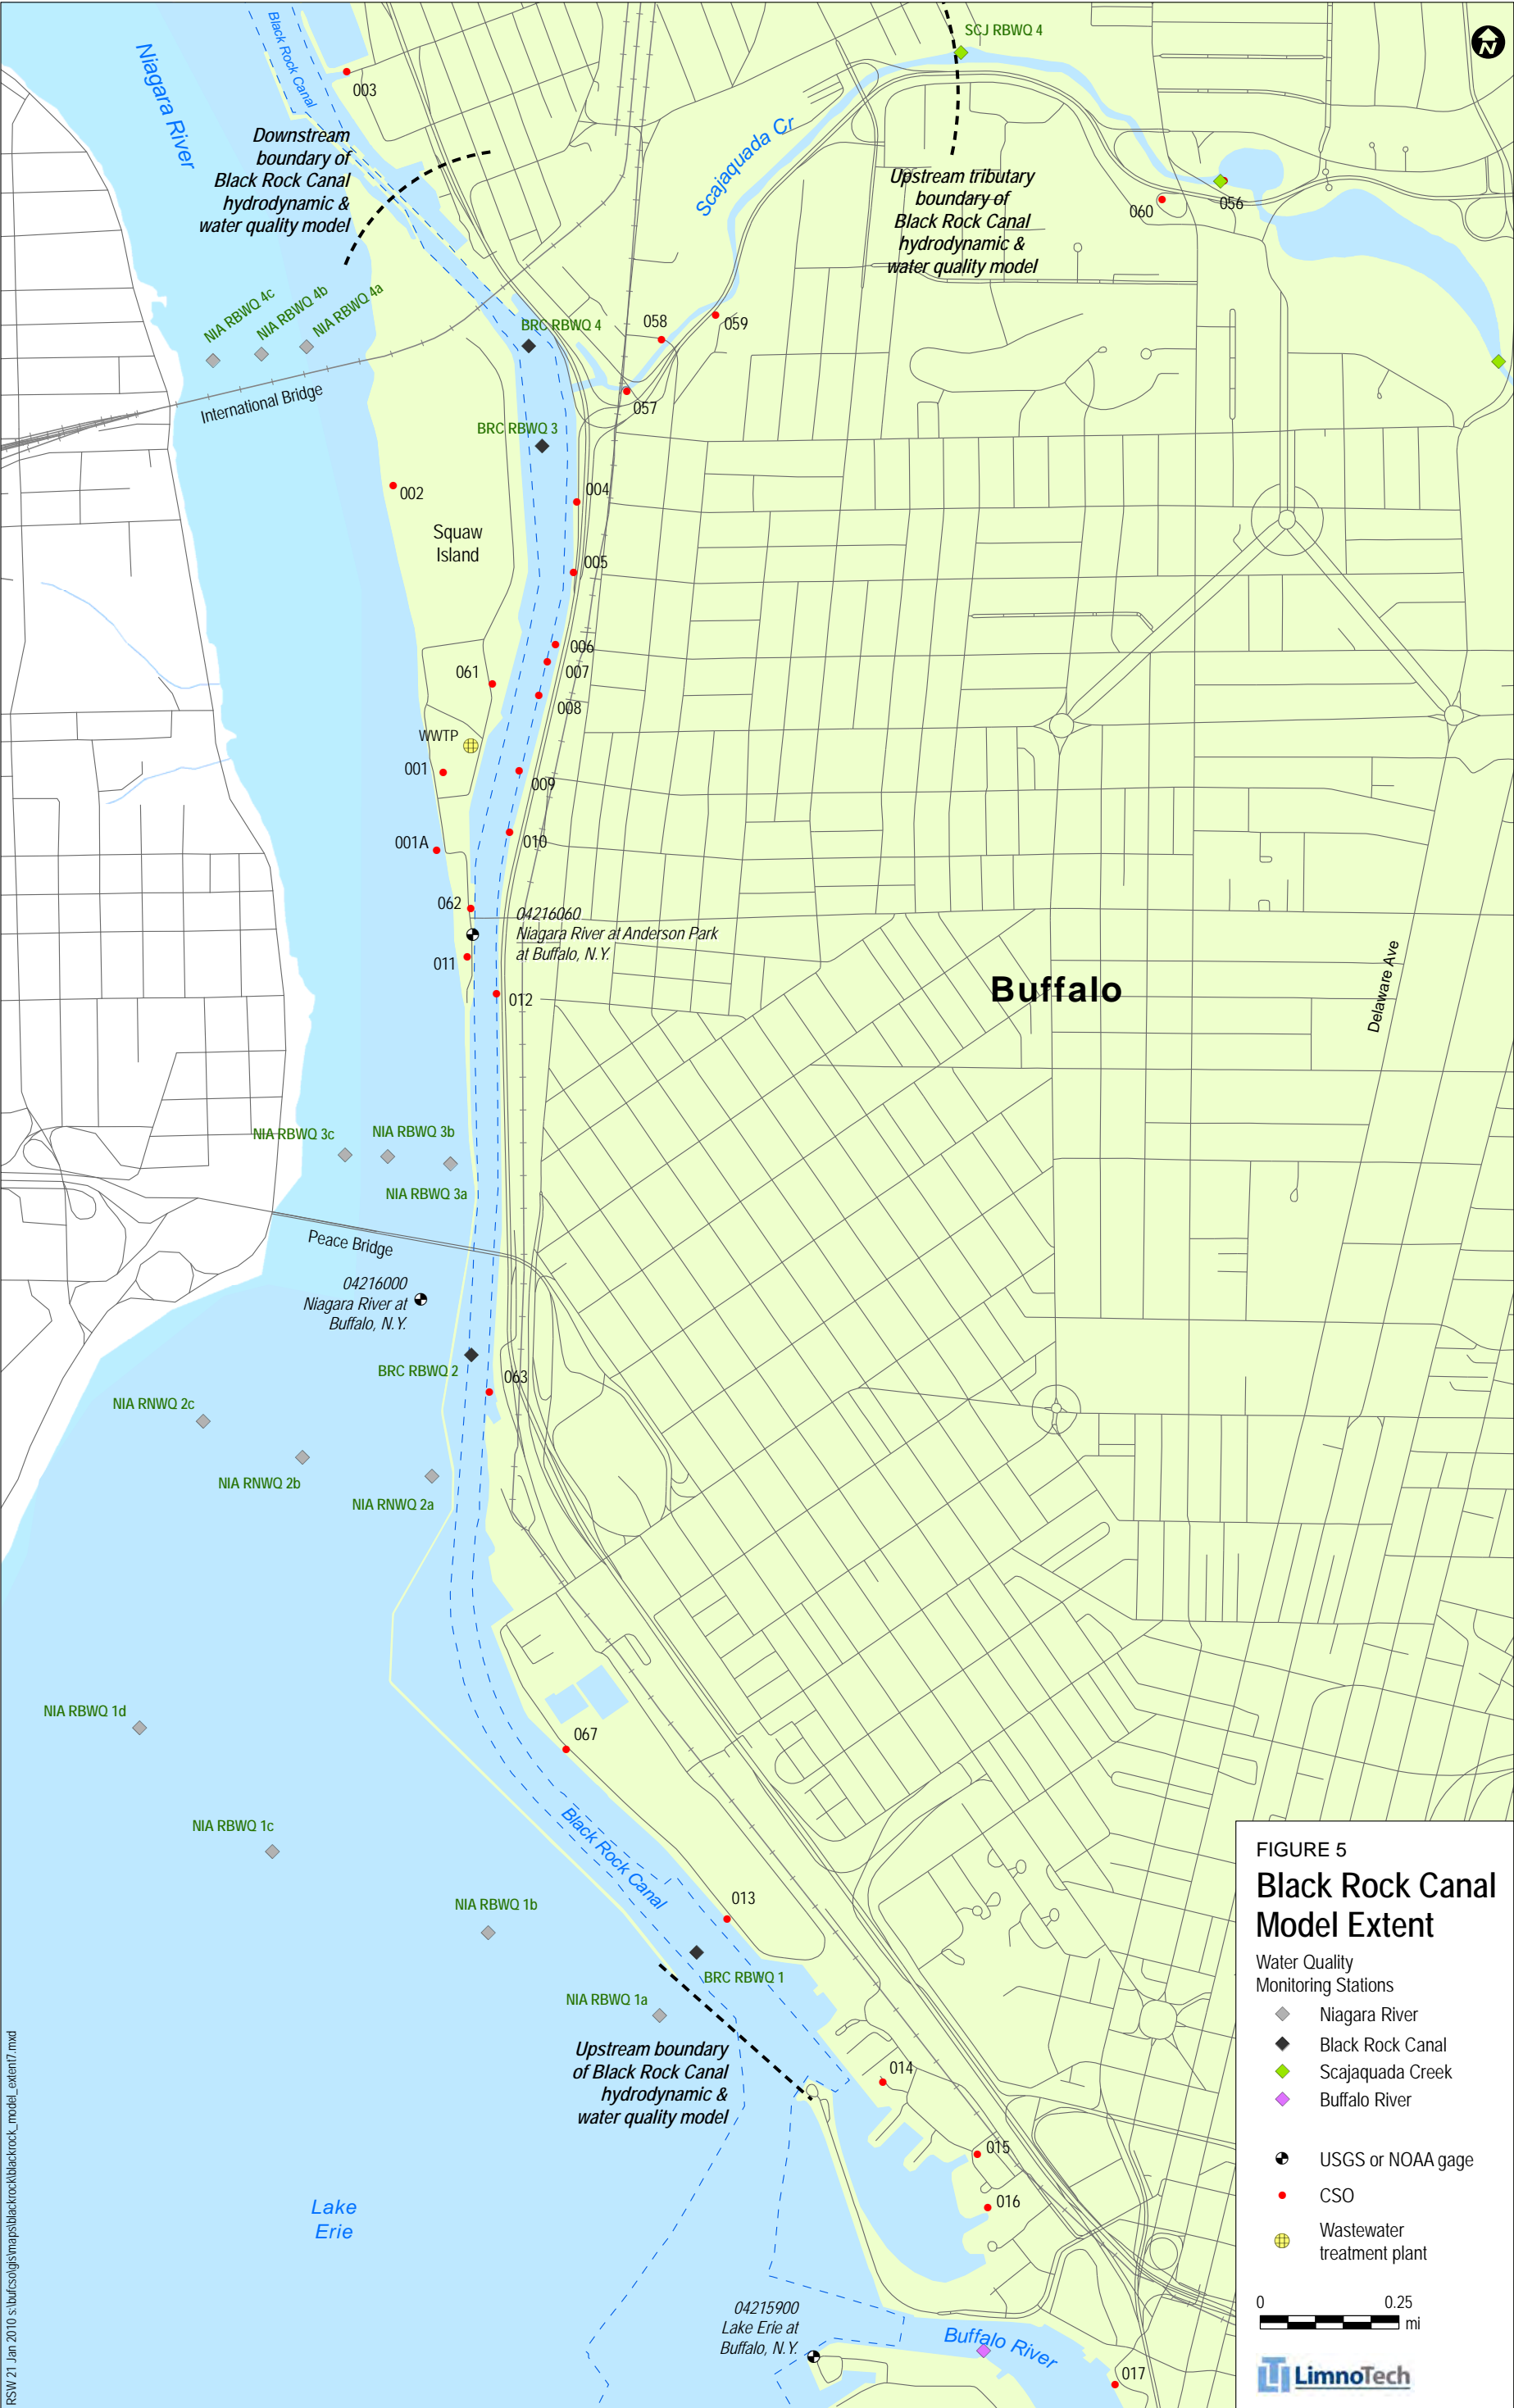 SCJ RBWQ 4
N
Niagara River
Black Rock Canal
003
Downstream
boundary of
Black Rock Canal
hydrodynamic &
water quality model
Scajaquada Cr
Upstream tributary
boundary of
Black Rock Canal
hydrodynamic &
water quality model
060
056
NIA RBWQ 4c
NIA RBWQ 4b
NIA RBWQ 4a
BRC RBWQ 4
058
059
International Bridge
057
BRC RBWQ 3
002
004
Squaw
Island
005
006
007
061
008
WWTP
001
009
001A
010
062
04216060
Niagara River at Anderson Park
at Buffalo, N.Y.
011
012
Buffalo
Delaware Ave
NIA RBWQ 3c
NIA RBWQ 3b
NIA RBWQ 3a
Peace Bridge
04216000
Niagara River at
Buffalo, N.Y.
BRC RBWQ 2
063
NIA RNWQ 2c
NIA RNWQ 2b
NIA RNWQ 2a
NIA RBWQ 1d
067
NIA RBWQ 1c
Black Rock Canal
NIA RBWQ 1b
013
BRC RBWQ 1
NIA RBWQ 1a
Upstream boundary
of Black Rock Canal
hydrodynamic &
water quality model
014
015
016
Lake
Erie
04215900
Lake Erie at
Buffalo, N.Y.
Buffalo River
017
FIGURE 5
Black Rock Canal
Model Extent
Water Quality
Monitoring Stations
Niagara River
Black Rock Canal
Scajaquada Creek
Buffalo River
USGS or NOAA gage
CSO
Wastewater
treatment plant
0 0.25
mi
LimnoTech
RSW 21 Jan 2010 s:\bufcso\gis\maps\blackrock\blackrock_model_extent7.mxd